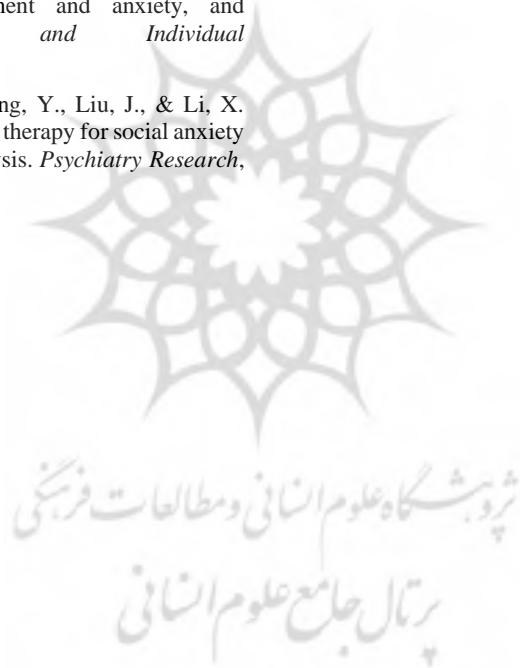 ment and anxiety, and
and Individual
ng, Y., Liu, J., & Li, X.
therapy for social anxiety
ysis. Psychiatry Research,
پژوهشگاه علوم انسانی و مطالعات فرهنگی
پرتال جامع علوم انسانی